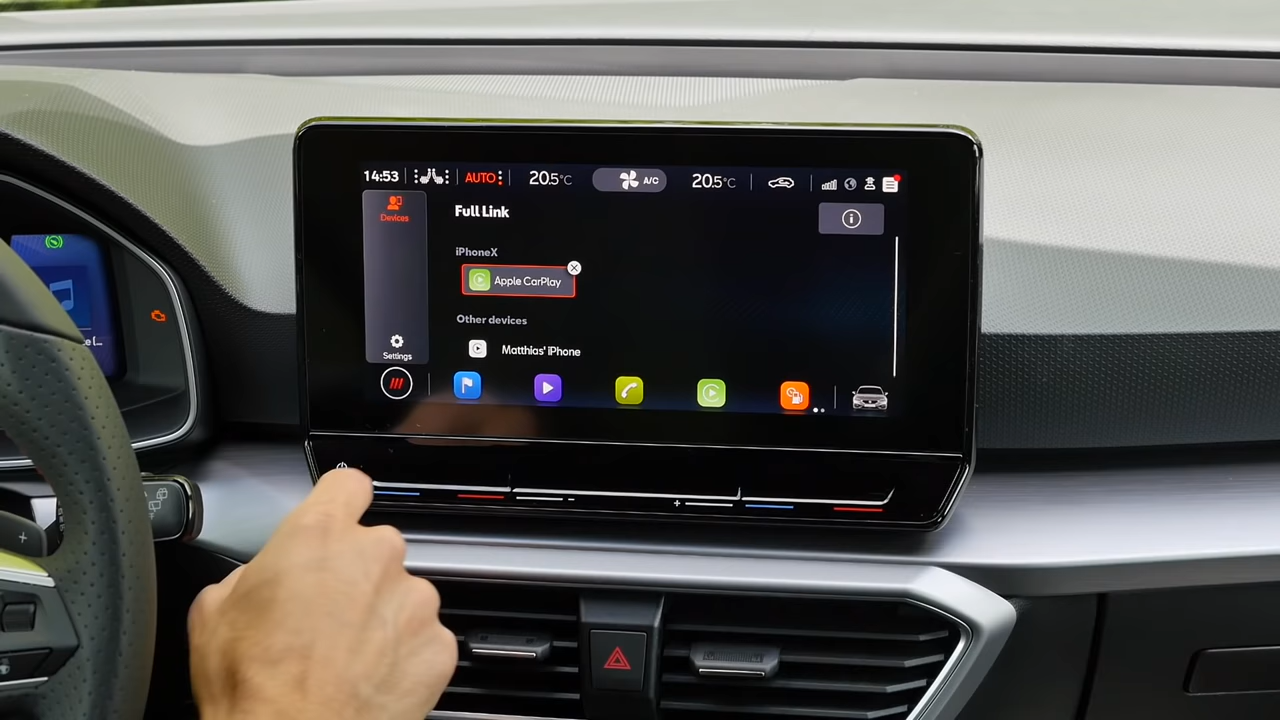 14:53 AUTO 20.5°C A/C 20.5°C
Devices
Full Link
iPhoneX
Apple CarPlay
Other devices
Matthias' iPhone
Settings
- +
+